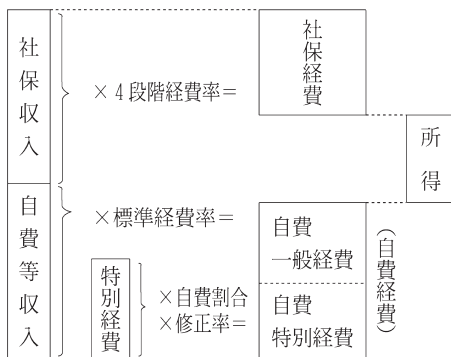 社保収入
×4段階経費率＝
社保経費
所得
自費等収入
×標準経費率＝
特別経費
×自費割合
×修正率＝
自費
一般経費
自費
特別経費
(自費経費)